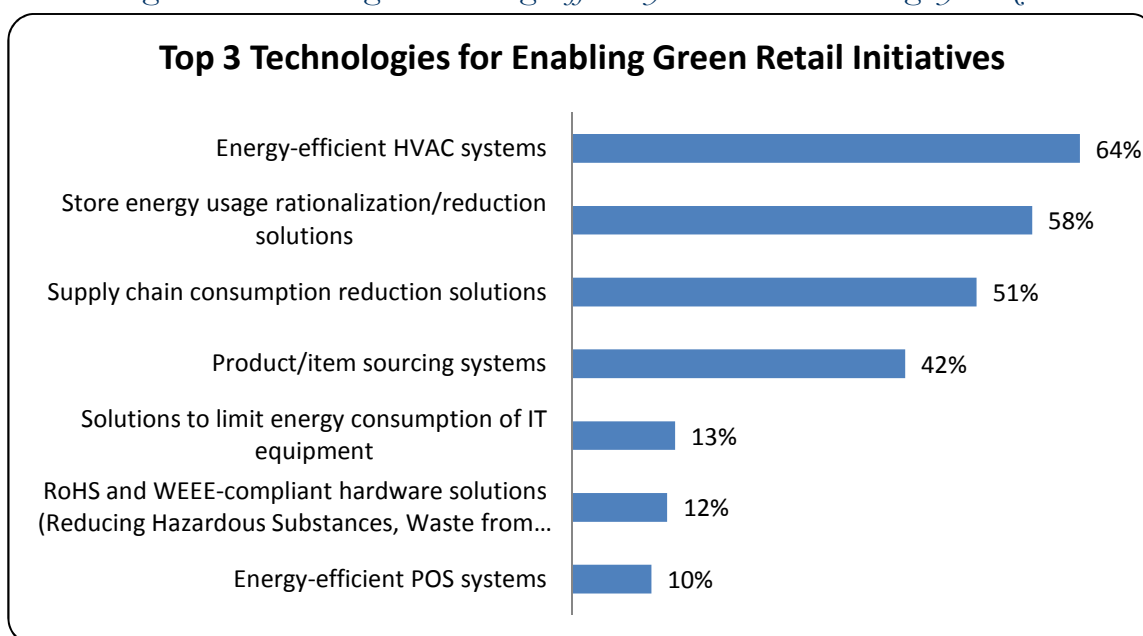 Top 3 Technologies for Enabling Green Retail Initiatives
Energy-efficient HVAC systems
64%
Store energy usage rationalization/reduction
solutions
58%
Supply chain consumption reduction solutions
51%
Product/item sourcing systems
42%
Solutions to limit energy consumption of IT
equipment
13%
RoHS and WEEE-compliant hardware solutions
(Reducing Hazardous Substances, Waste from…
12%
Energy-efficient POS systems
10%